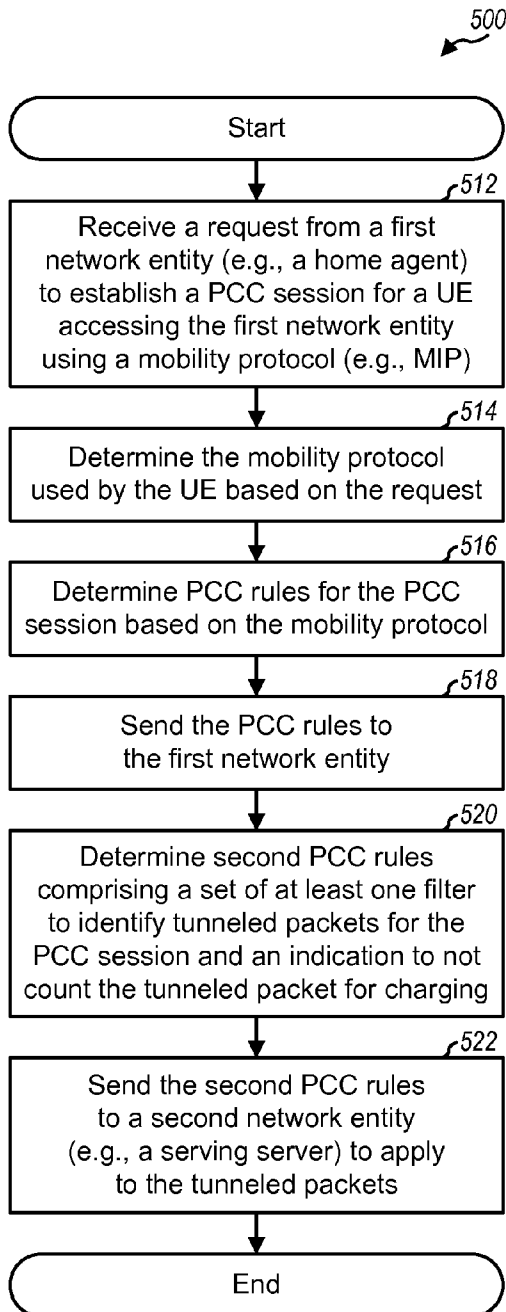 500
Start
512
Receive a request from a first
network entity (e.g., a home agent)
to establish a PCC session for a UE
accessing the first network entity
using a mobility protocol (e.g., MIP)
514
Determine the mobility protocol
used by the UE based on the request
516
Determine PCC rules for the PCC
session based on the mobility protocol
518
Send the PCC rules to
the first network entity
520
Determine second PCC rules
comprising a set of at least one filter
to identify tunneled packets for the
PCC session and an indication to not
count the tunneled packet for charging
522
Send the second PCC rules
to a second network entity
(e.g., a serving server) to apply
to the tunneled packets
End